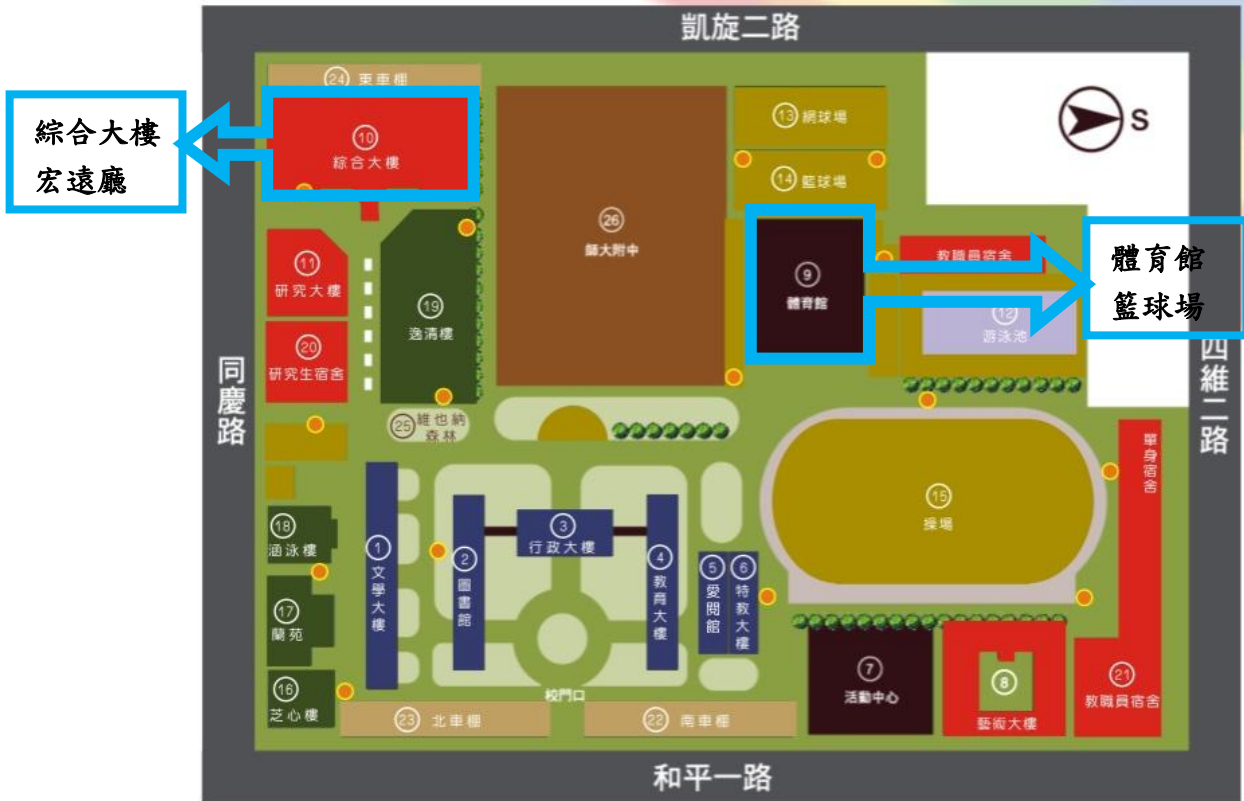 凱旋二路
24 東車棚
綜合大樓
宏遠廳
10
綜合大樓
13 網球場
S
14 籃球場
26
師大附中
11
研究大樓
9
體育館
教職員宿舍
體育館
籃球場
19
逸清樓
12
游泳池
20
研究生宿舍
同慶路
四維二路
25 維也納
森林
單身宿舍
15
操場
18
涵泳樓
1
文學大樓
2
圖書館
3
行政大樓
4
教育大樓
5
愛閱館
6
特教大樓
17
蘭苑
16
芝心樓
校門口
7
活動中心
8
藝術大樓
21
教職員宿舍
23 北車棚
22 南車棚
和平一路